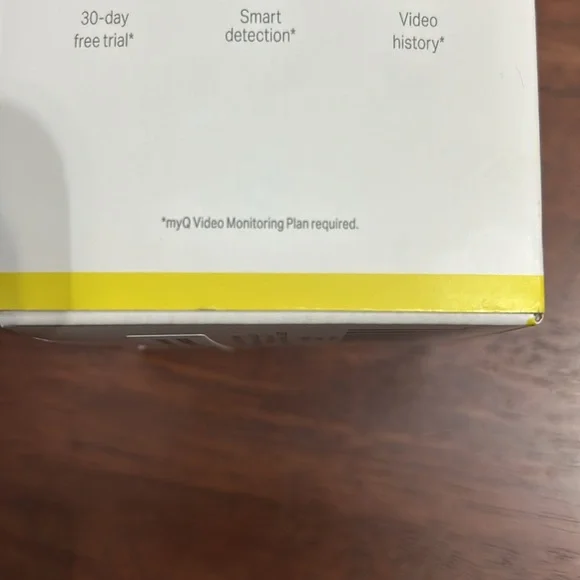 30-day
free trial*
Smart
detection*
Video
history*
*myQ Video Monitoring Plan required.